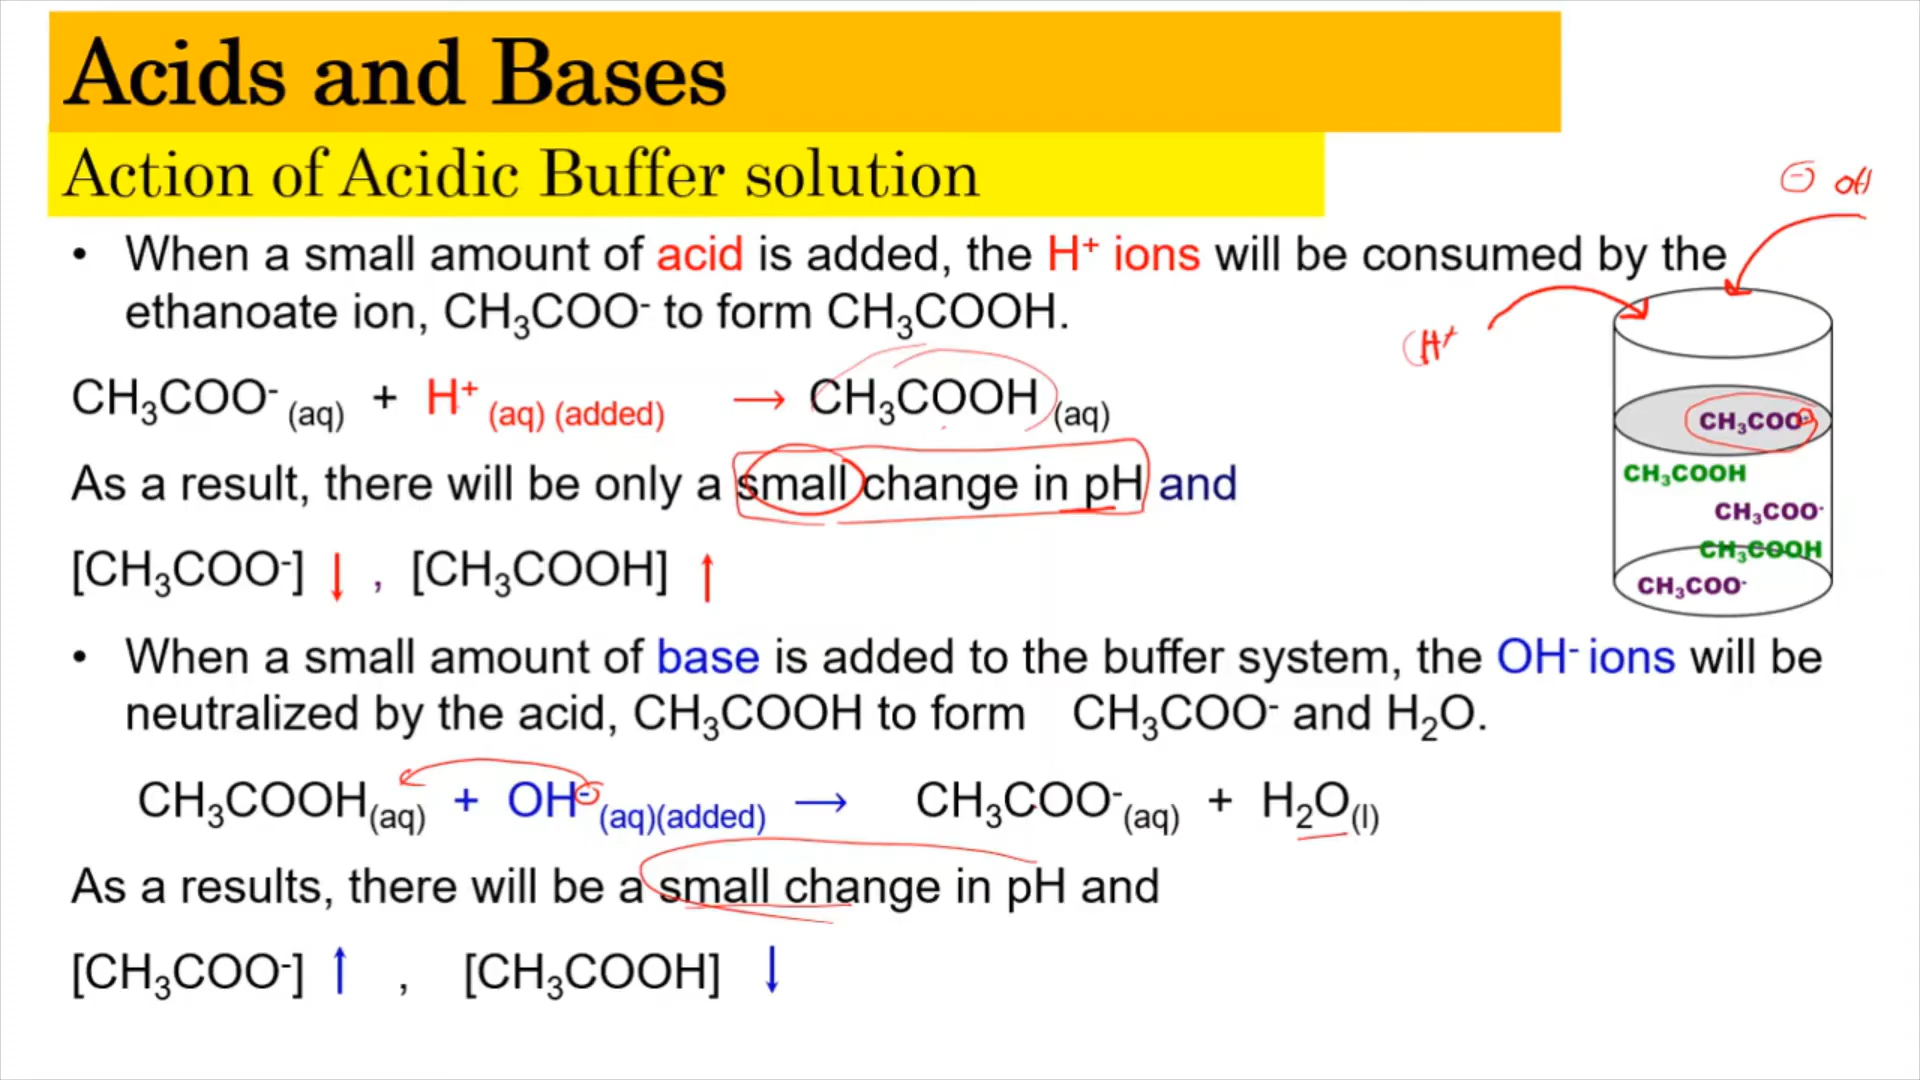 Acids and Bases
Action of Acidic Buffer solution
⊖ OH
• When a small amount of acid is added, the H⁺ ions will be consumed by the
ethanoate ion, CH₃COO⁻ to form CH₃COOH.
H⁺
CH₃COO⁻ (aq) + H⁺ (aq) (added) → CH₃COOH (aq)
CH₃COO⁻
CH₃COOH
CH₃COO⁻
CH₃COOH
CH₃COO⁻
As a result, there will be only a small change in pH and
[CH₃COO⁻] ↓ , [CH₃COOH] ↑
• When a small amount of base is added to the buffer system, the OH⁻ ions will be
neutralized by the acid, CH₃COOH to form CH₃COO⁻ and H₂O.
CH₃COOH(aq) + OH⁻(aq)(added) → CH₃COO⁻(aq) + H₂O(l)
As a results, there will be a small change in pH and
[CH₃COO⁻] ↑ , [CH₃COOH] ↓